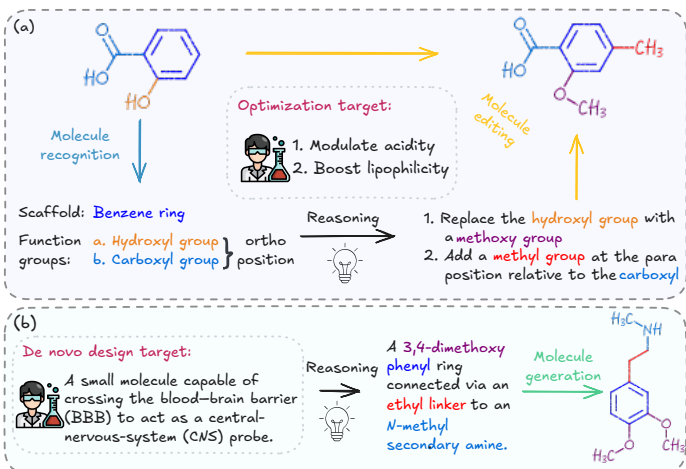 (a)
O
HO
HO
Molecule
recognition
Optimization target:
1. Modulate acidity
2. Boost lipophilicity
Molecule
editing
O
HO
CH₃
O
CH₃
Scaffold: Benzene ring
Function
groups:
a. Hydroxyl group
b. Carboxyl group
} ortho
position
Reasoning
1. Replace the hydroxyl group with
a methoxy group
2. Add a methyl group at the para
position relative to the carboxyl
(b)
De novo design target:
A small molecule capable of
crossing the blood–brain barrier
(BBB) to act as a central-
nervous-system (CNS) probe.
Reasoning
A 3,4-dimethoxy
phenyl ring
connected via an
ethyl linker to an
N-methyl
secondary amine.
Molecule
generation
H₃C
NH
O
CH₃
O
H₃C